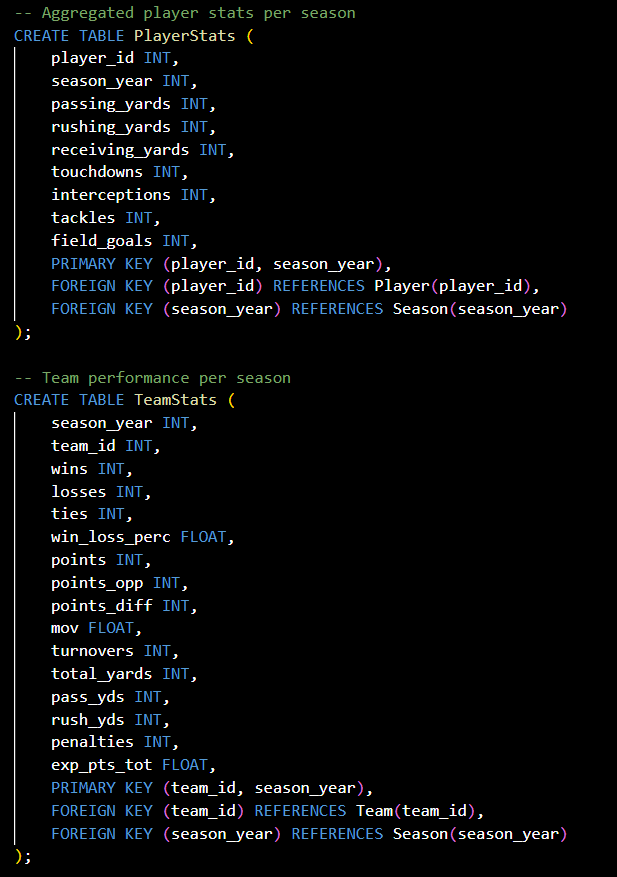 -- Aggregated player stats per season
CREATE TABLE PlayerStats (
    player_id INT,
    season_year INT,
    passing_yards INT,
    rushing_yards INT,
    receiving_yards INT,
    touchdowns INT,
    interceptions INT,
    tackles INT,
    field_goals INT,
    PRIMARY KEY (player_id, season_year),
    FOREIGN KEY (player_id) REFERENCES Player(player_id),
    FOREIGN KEY (season_year) REFERENCES Season(season_year)
);

-- Team performance per season
CREATE TABLE TeamStats (
    season_year INT,
    team_id INT,
    wins INT,
    losses INT,
    ties INT,
    win_loss_perc FLOAT,
    points INT,
    points_opp INT,
    points_diff INT,
    mov FLOAT,
    turnovers INT,
    total_yards INT,
    pass_yds INT,
    rush_yds INT,
    penalties INT,
    exp_pts_tot FLOAT,
    PRIMARY KEY (team_id, season_year),
    FOREIGN KEY (team_id) REFERENCES Team(team_id),
    FOREIGN KEY (season_year) REFERENCES Season(season_year)
);